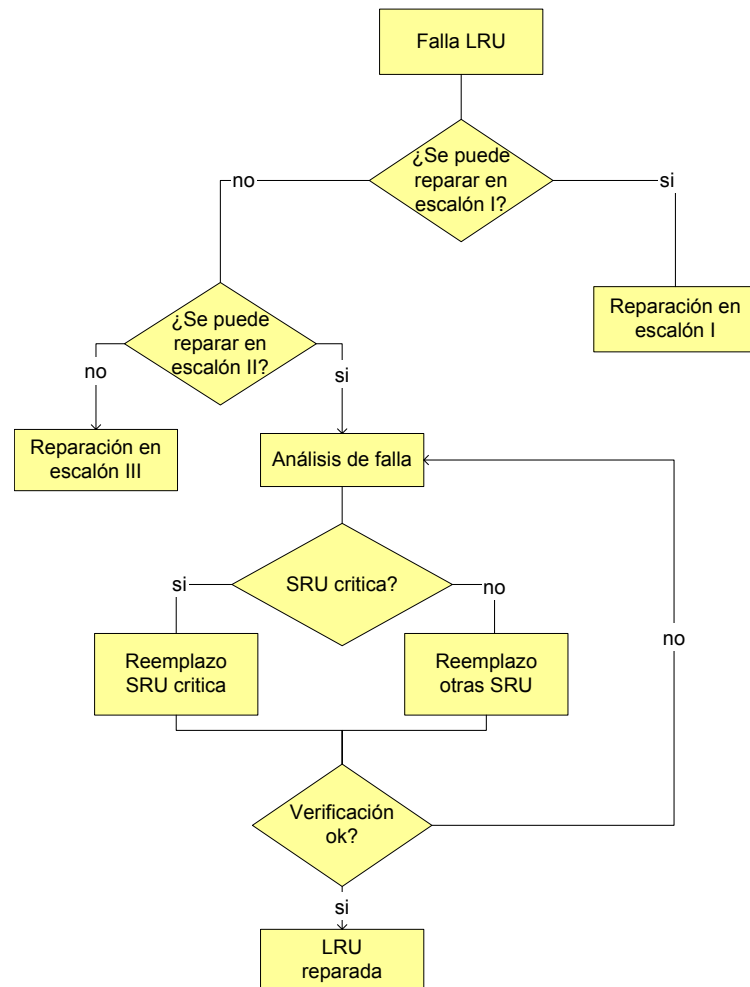 Falla LRU
¿Se puede
reparar en
escalón I?
no
si
Reparación en
escalón I
¿Se puede
reparar en
escalón II?
no
si
Reparación en
escalón III
Análisis de falla
SRU critica?
si
no
no
Reemplazo
SRU critica
Reemplazo
otras SRU
Verificación
ok?
si
LRU
reparada